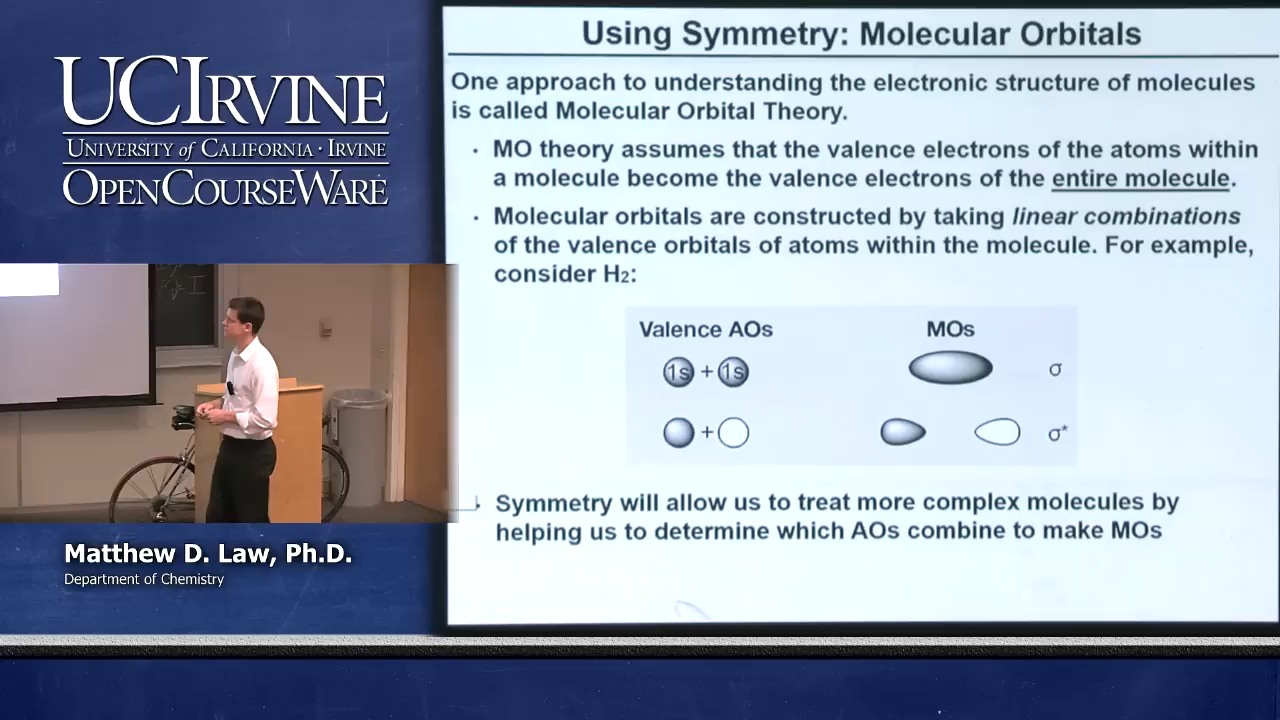 UCIRVINE
UNIVERSITY of CALIFORNIA · IRVINE
OPENCOURSEWARE
Matthew D. Law, Ph.D.
Department of Chemistry
Using Symmetry: Molecular Orbitals
One approach to understanding the electronic structure of molecules
is called Molecular Orbital Theory.
· MO theory assumes that the valence electrons of the atoms within
a molecule become the valence electrons of the entire molecule.
· Molecular orbitals are constructed by taking linear combinations
of the valence orbitals of atoms within the molecule. For example,
consider H2:
Valence AOs MOs
1s + 1s σ
+ σ*
Symmetry will allow us to treat more complex molecules by
helping us to determine which AOs combine to make MOs